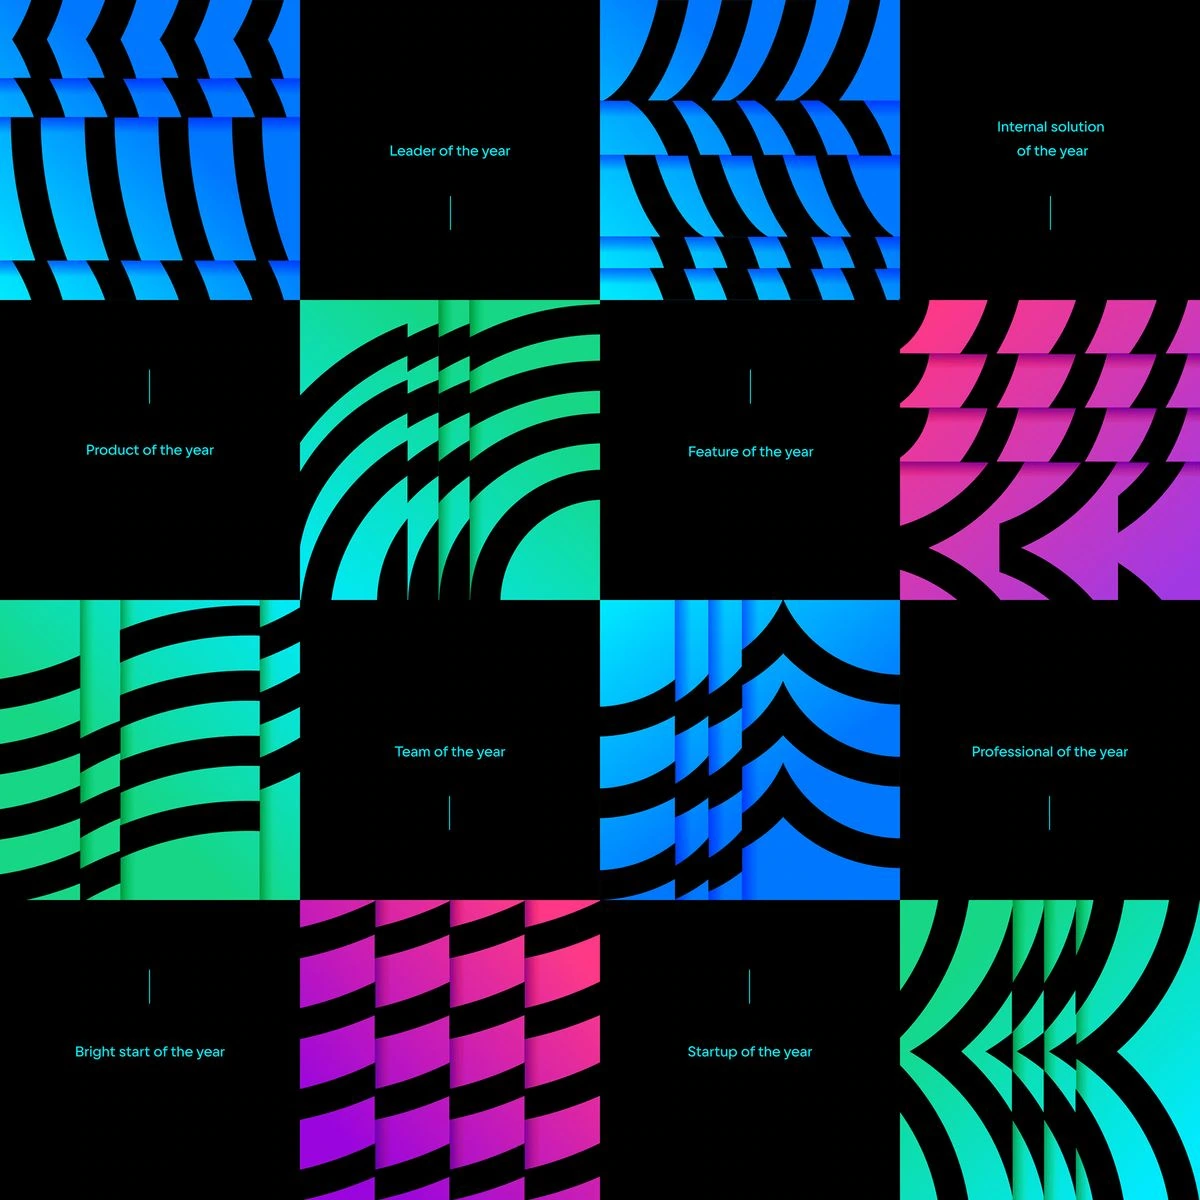 Leader of the year
Internal solution
of the year
Product of the year
Feature of the year
Team of the year
Professional of the year
Bright start of the year
Startup of the year